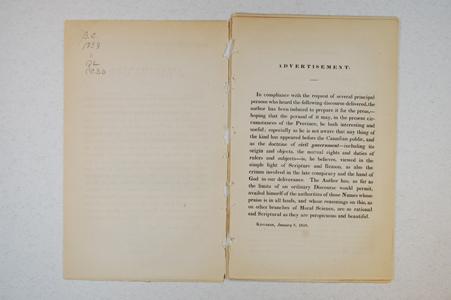 B.C.
1838
ADVERTISEMENT.
In compliance with the request of several principal
persons who heard the following discourse delivered, the
author has been induced to prepare it for the press,—
hoping that the perusal of it may, in the present cir-
cumstances of the Province, be both interesting and
useful; especially as he is not aware that any thing of
the kind has appeared before the Canadian public, and
as the doctrine of civil government—including its
origin and objects, the mutual rights and duties of
rulers and subjects—is, he believes, viewed in the
simple light of Scripture and Reason, as also the
crimes involved in the late conspiracy and the hand of
God in our deliverance. The Author has, as far as
the limits of an ordinary Discourse would permit,
availed himself of the authorities of those Names whose
praise is in all lands, and whose reasonings on this, as
on other branches of Moral Science, are as rational
and Scriptural as they are perspicuous and beautiful.
Kingston, January 8, 1838.